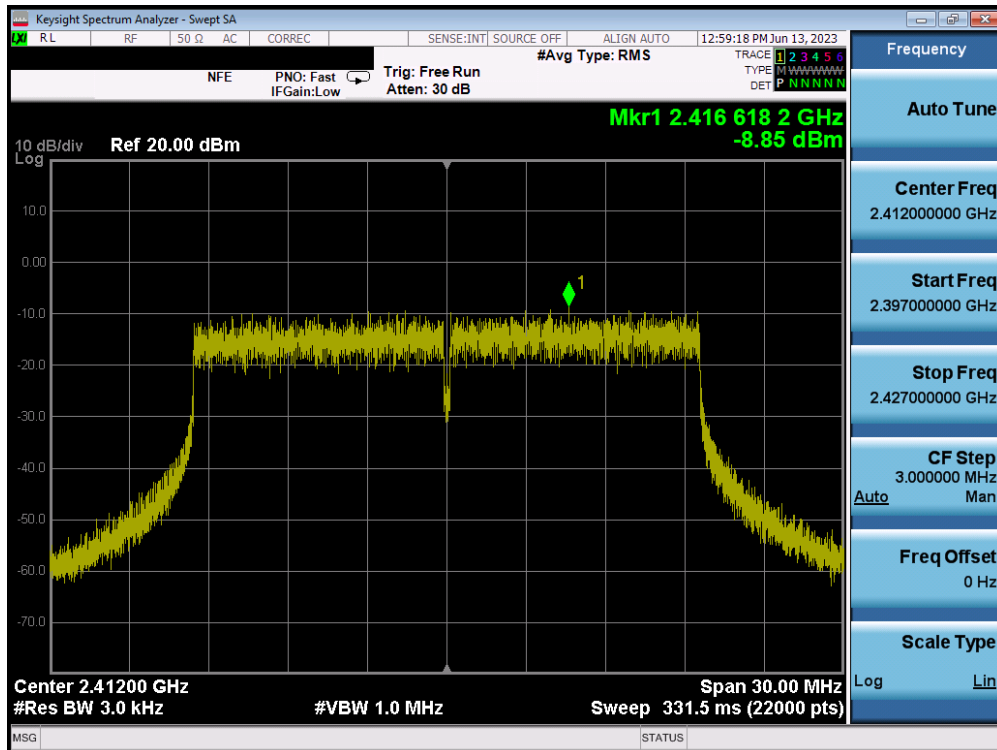 Keysight Spectrum Analyzer - Swept SA
LXI RL RF 50 Ω AC CORREC SENSE:INT SOURCE OFF ALIGN AUTO 12:59:18 PM Jun 13, 2023
#Avg Type: RMS
TRACE 1 2 3 4 5 6
TYPE M W W W W W
DET P N N N N N
NFE PNO: Fast Trig: Free Run
IFGain:Low Atten: 30 dB
Mkr1 2.416 618 2 GHz
-8.85 dBm
10 dB/div Ref 20.00 dBm
Log
10.0
0.00
-10.0
-20.0
-30.0
-40.0
-50.0
-60.0
-70.0
1
Center 2.41200 GHz Span 30.00 MHz
#Res BW 3.0 kHz #VBW 1.0 MHz Sweep 331.5 ms (22000 pts)
MSG STATUS
Frequency
Auto Tune
Center Freq
2.412000000 GHz
Start Freq
2.397000000 GHz
Stop Freq
2.427000000 GHz
CF Step
3.000000 MHz
Auto Man
Freq Offset
0 Hz
Scale Type
Log Lin